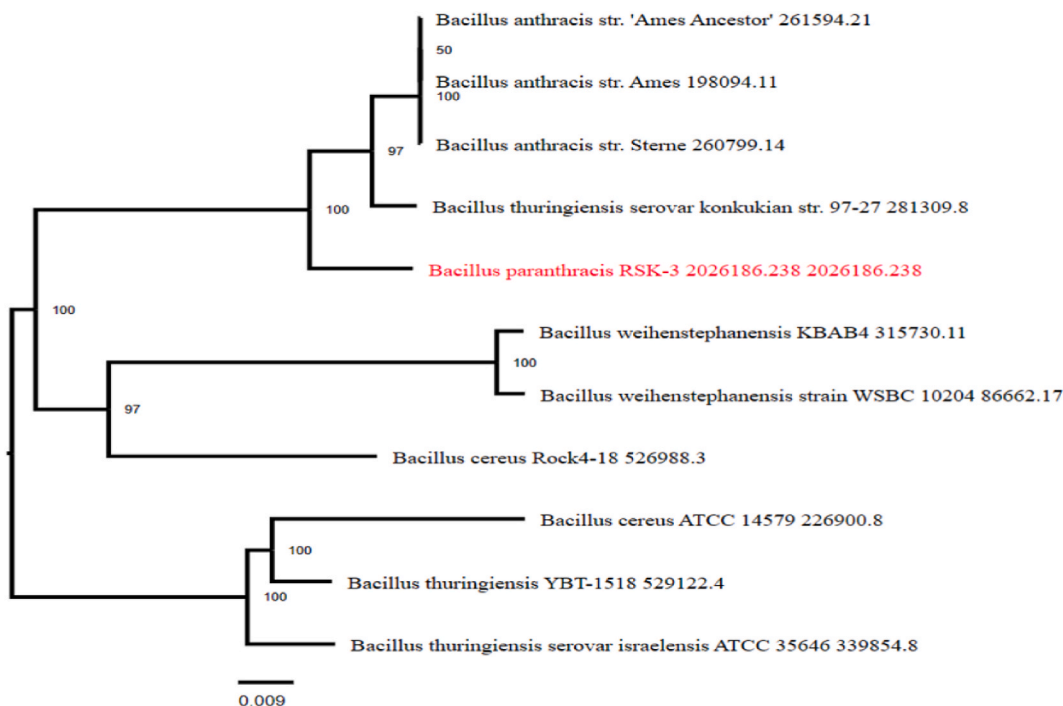 Bacillus anthracis str. 'Ames Ancestor' 261594.21
50
Bacillus anthracis str. Ames 198094.11
100
Bacillus anthracis str. Sterne 260799.14
97
Bacillus thuringiensis serovar konkukian str. 97-27 281309.8
100
Bacillus paranthracis RSK-3 2026186.238 2026186.238
100
Bacillus weihenstephanensis KBAB4 315730.11
100
Bacillus weihenstephanensis strain WSBC 10204 86662.17
97
Bacillus cereus Rock4-18 526988.3
Bacillus cereus ATCC 14579 226900.8
100
Bacillus thuringiensis YBT-1518 529122.4
100
Bacillus thuringiensis serovar israelensis ATCC 35646 339854.8
0.009